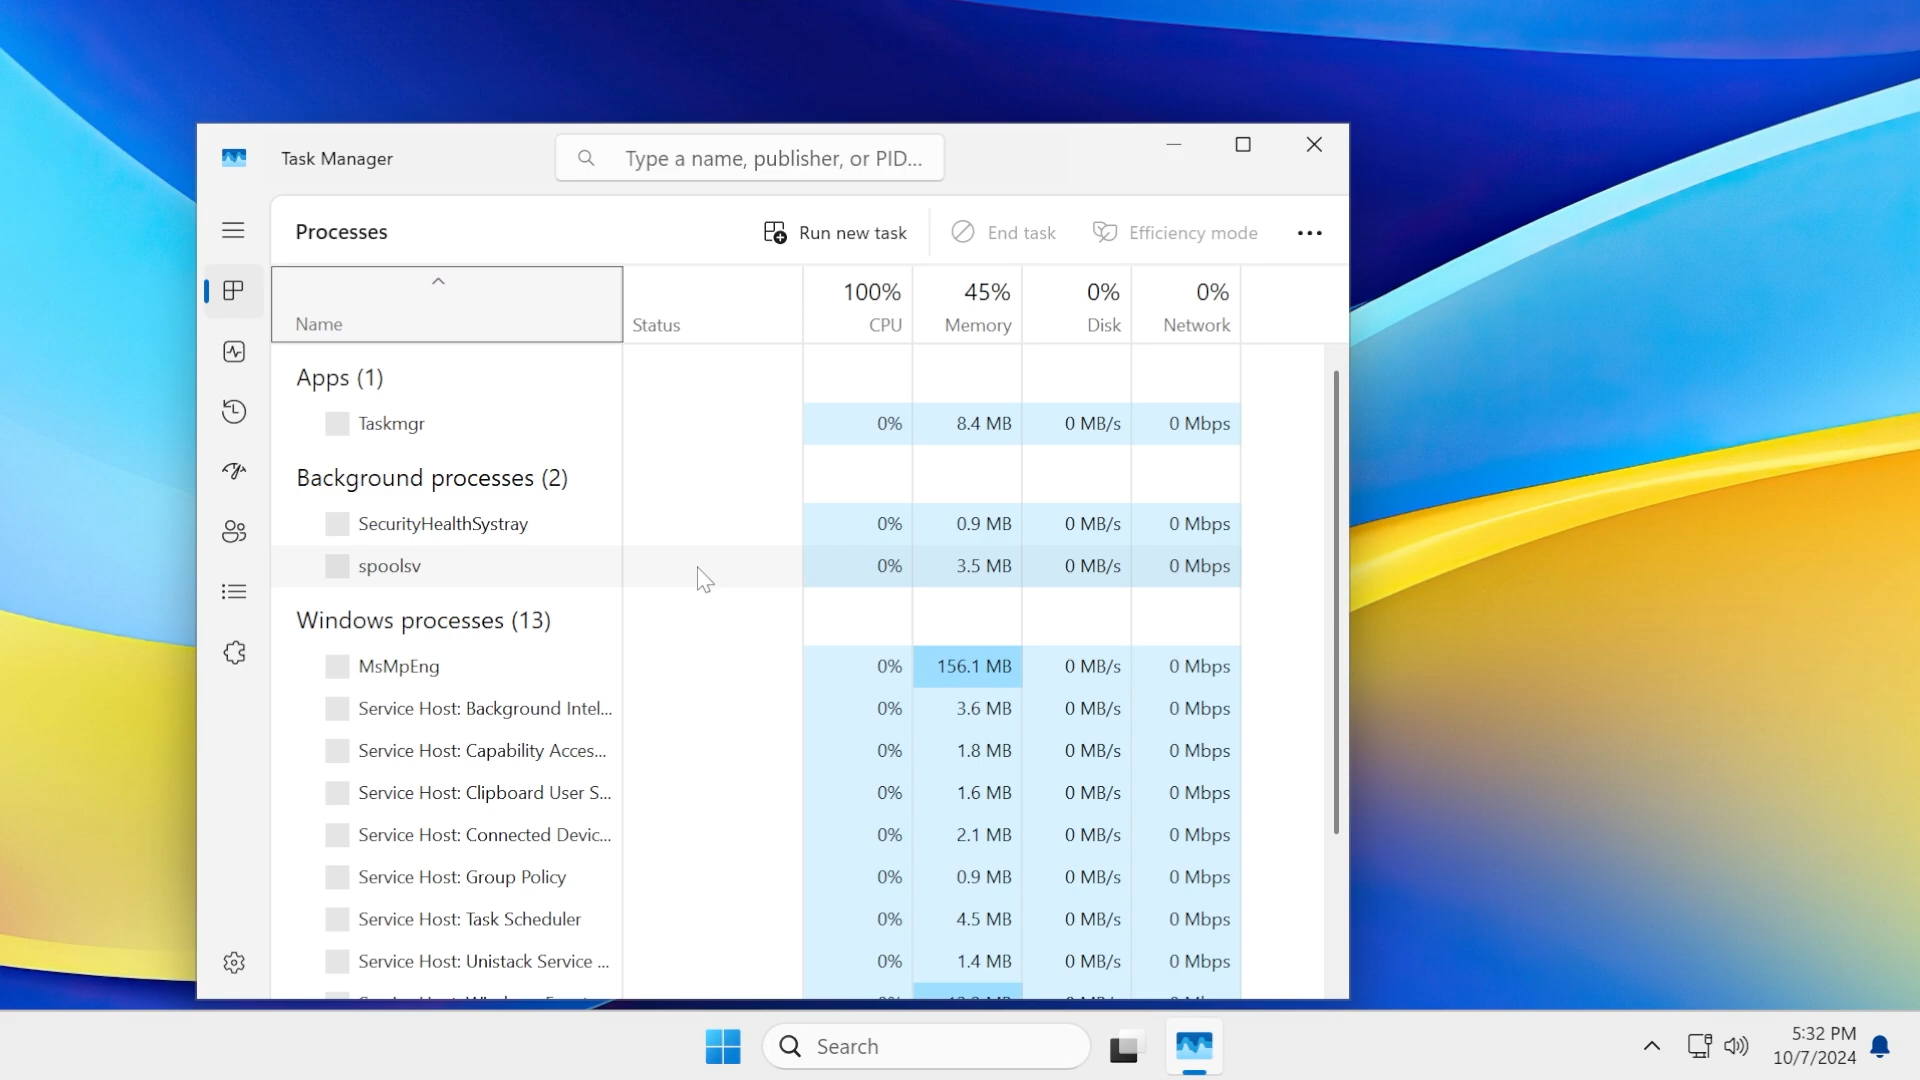 Task Manager
Type a name, publisher, or PID...
Processes
Run new task
End task
Efficiency mode
Name
Status
100% CPU
45% Memory
0% Disk
0% Network
Apps (1)
Taskmgr 0% 8.4 MB 0 MB/s 0 Mbps
Background processes (2)
SecurityHealthSystray 0% 0.9 MB 0 MB/s 0 Mbps
spoolsv 0% 3.5 MB 0 MB/s 0 Mbps
Windows processes (13)
MsMpEng 0% 156.1 MB 0 MB/s 0 Mbps
Service Host: Background Intel... 0% 3.6 MB 0 MB/s 0 Mbps
Service Host: Capability Acces... 0% 1.8 MB 0 MB/s 0 Mbps
Service Host: Clipboard User S... 0% 1.6 MB 0 MB/s 0 Mbps
Service Host: Connected Devic... 0% 2.1 MB 0 MB/s 0 Mbps
Service Host: Group Policy 0% 0.9 MB 0 MB/s 0 Mbps
Service Host: Task Scheduler 0% 4.5 MB 0 MB/s 0 Mbps
Service Host: Unistack Service ... 0% 1.4 MB 0 MB/s 0 Mbps
Search
5:32 PM
10/7/2024